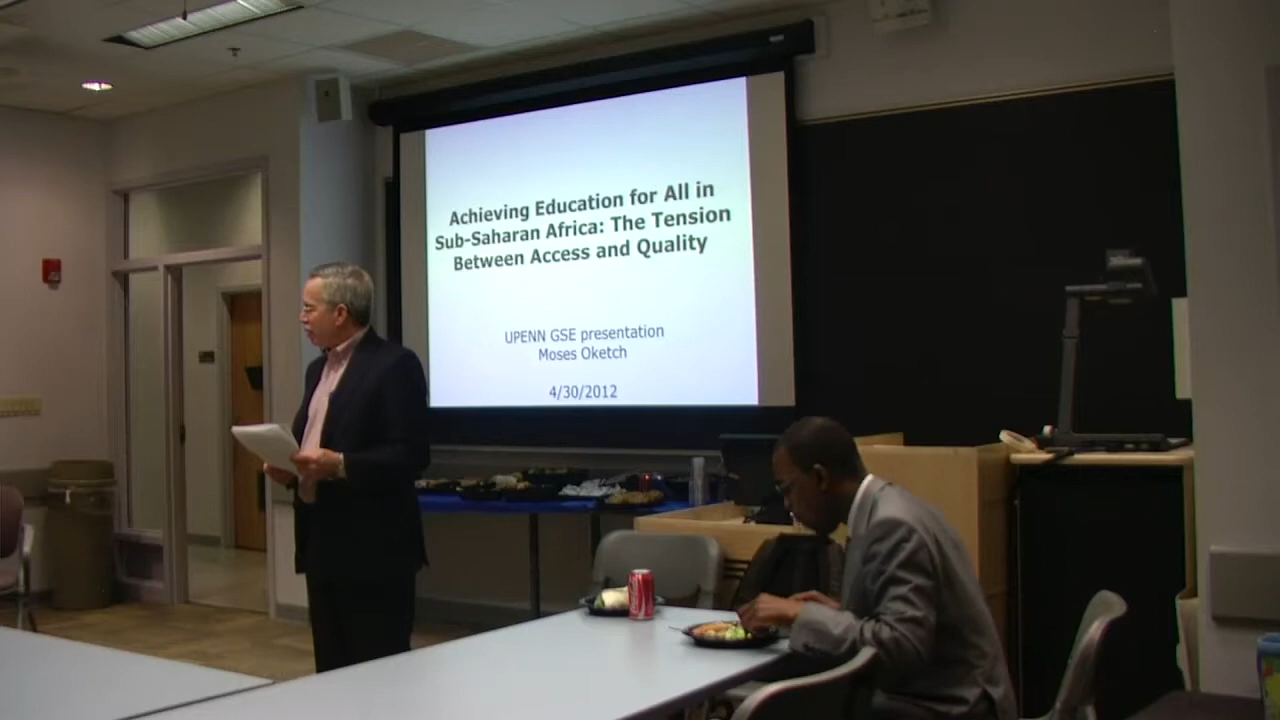 Achieving Education for All in
Sub-Saharan Africa: The Tension
Between Access and Quality
UPENN GSE presentation
Moses Oketch
4/30/2012